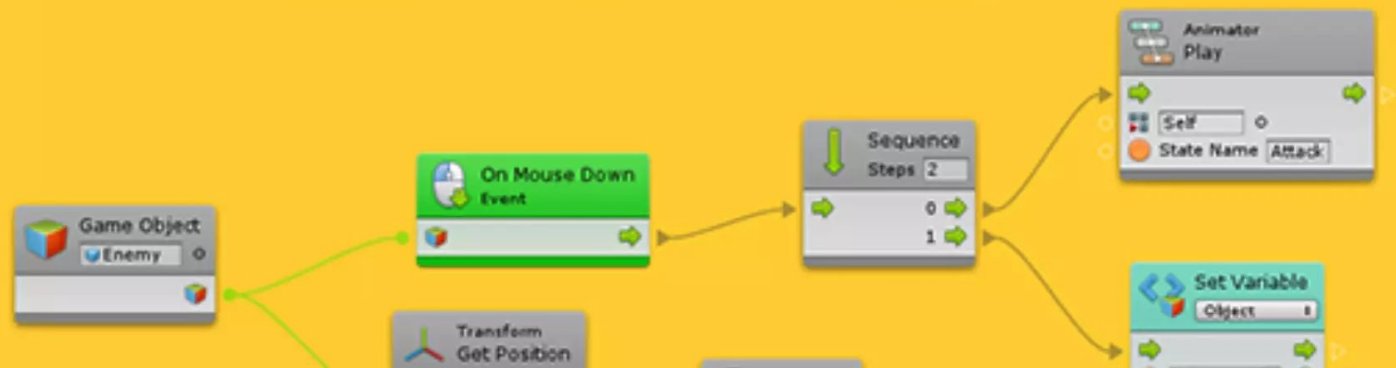 Animator
Play
Self
State Name Attack
Sequence
Steps 2
0
1
On Mouse Down
Event
Game Object
Enemy
Set Variable
Object
Transform
Get Position